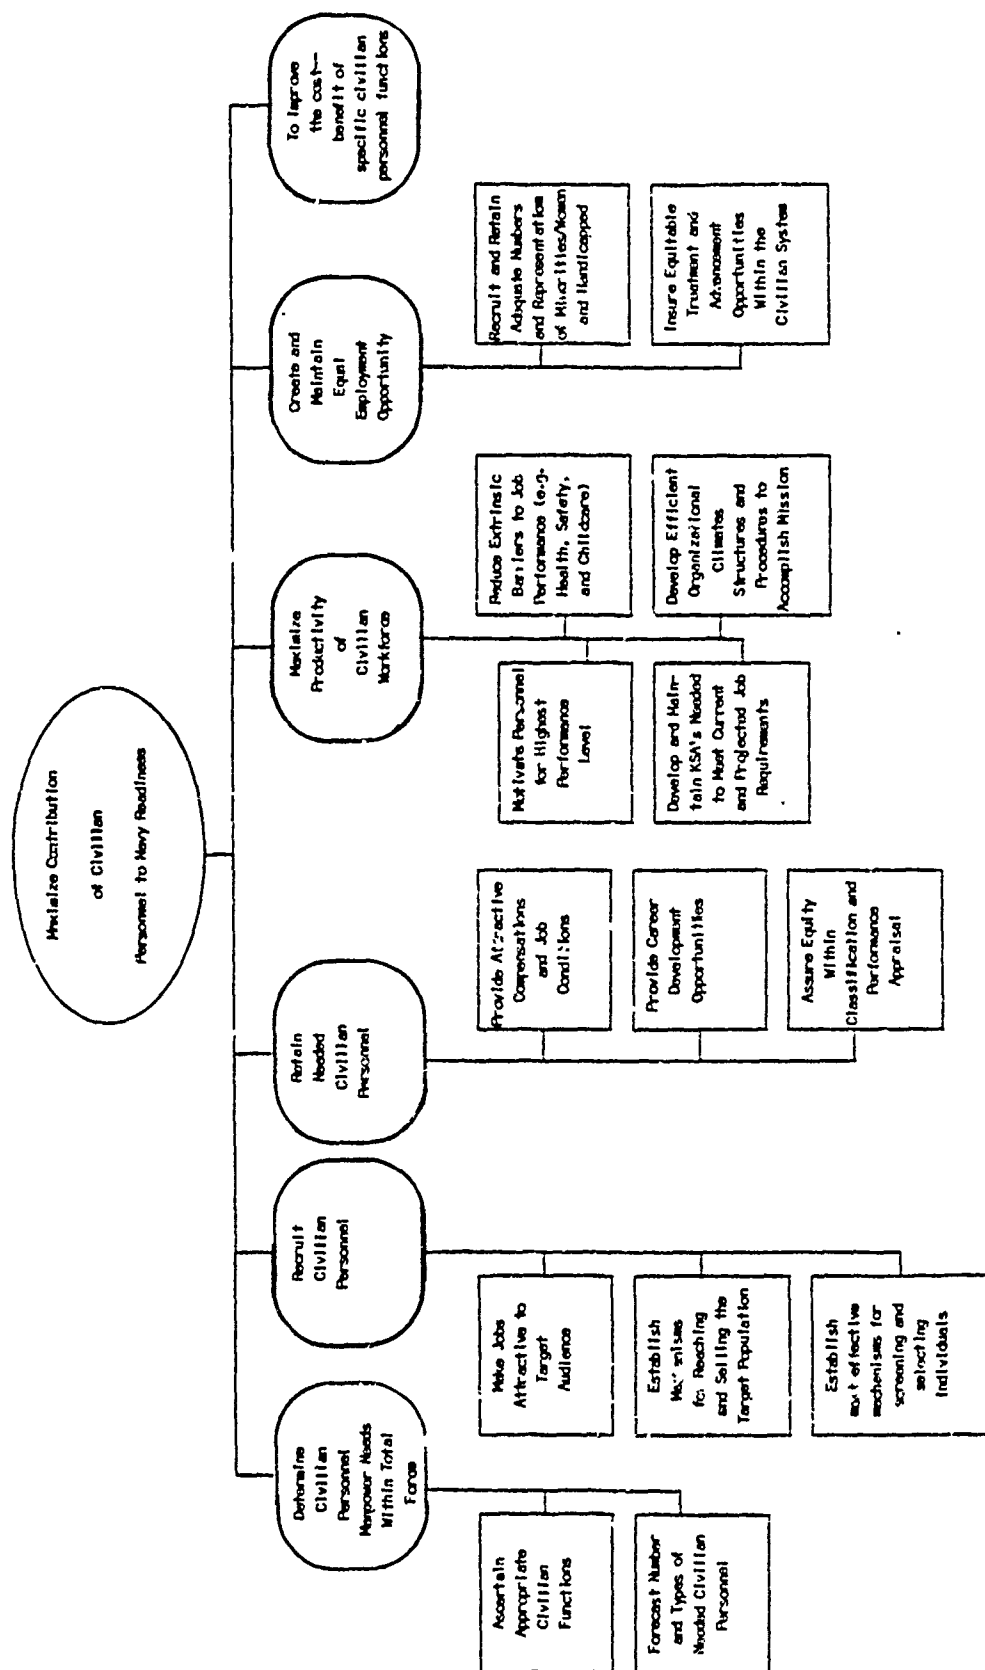 Maximize Contribution
of Civilian
Personnel to Navy Readiness
Determine
Civilian
Personnel
Manpower Needs
Within Total
Force
Ascertain
Appropriate
Civilian
Functions
Forecast Number
and Types of
Needed Civilian
Personnel
Recruit
Civilian
Personnel
Make Jobs
Attractive to
Target
Audience
Establish
for Reaching
and Selling the
Target Population
Establish
most effective
mechanisms for
screening and
selecting
Individuals
Retain
Needed
Civilian
Personnel
Provide Attractive
Compensations
and Job
Conditions
Provide Career
Development
Opportunities
Assure Equity
Within
Classification and
Performance
Appraisal
Maximize
Productivity
of
Civilian
Workforce
Motivate Personnel
for Highest
Performance
Level
Reduce Extrinsic
Barriers to Job
Performance (e.g.
Health, Safety,
and Childcare)
Develop and Main-
tain KSA's Needed
to Meet Current
and Projected Job
Requirements
Develop Efficient
Organizational
Climates
Structures and
Procedures to
Accomplish Mission
Create and
Maintain
Equal
Employment
Opportunity
Recruit and Retain
Adequate Numbers
and Representation
of Minorities/Women
and Handicapped
Insure Equitable
Treatment and
Advancement
Opportunities
Within the
Civilian System
To improve
the cost--
benefit of
specific civilian
personnel functions